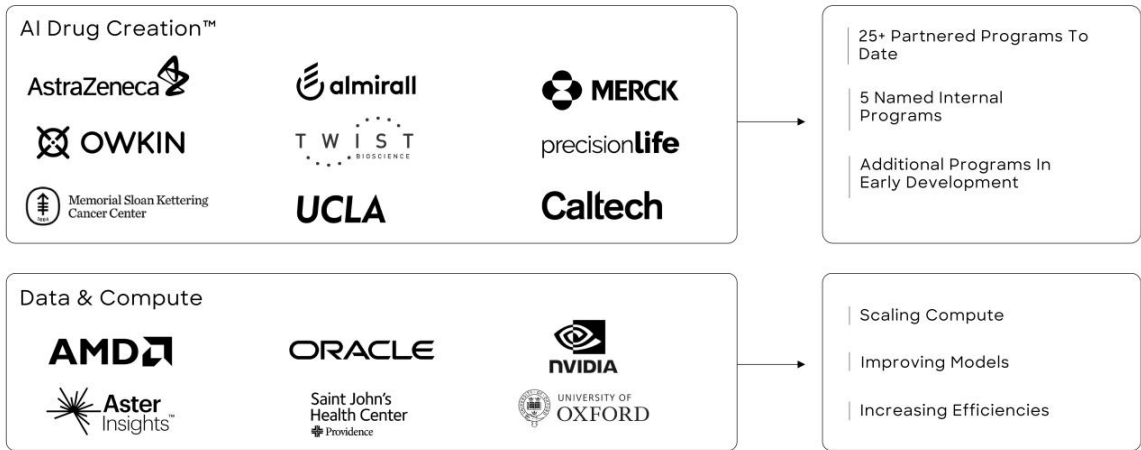 AI Drug Creation™
AstraZeneca
almirall
MERCK
OWKIN
TWIST
BIOSCIENCE
precisionlife
1884
Memorial Sloan Kettering
Cancer Center
UCLA
Caltech
25+ Partnered Programs To
Date
5 Named Internal
Programs
Additional Programs In
Early Development
Data & Compute
AMD
ORACLE
NVIDIA
Aster
Insights™
Saint John's
Health Center
Providence
UNIVERSITY OF
OXFORD
Scaling Compute
Improving Models
Increasing Efficiencies